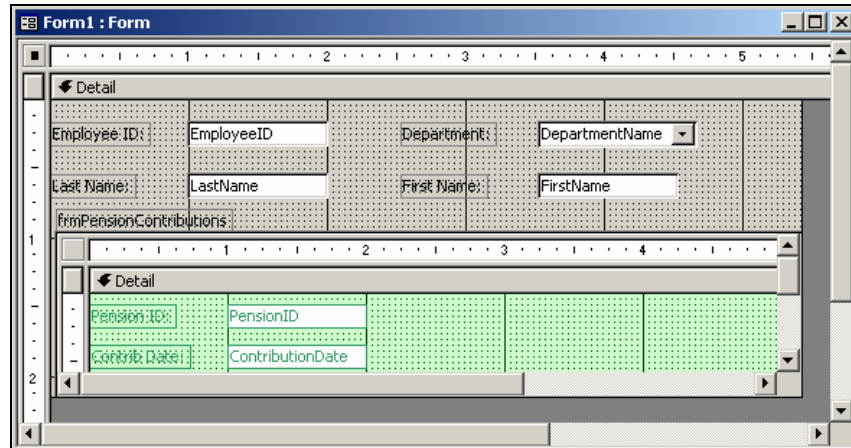 Form1 : Form
1 2 3 4 5
Detail
Employee ID: EmployeeID Department: DepartmentName
Last Name: LastName First Name: FirstName
frmPensionContributions
1
1 2 3 4
Detail
Pension ID: PensionID
Contrib Date: ContributionDate
2